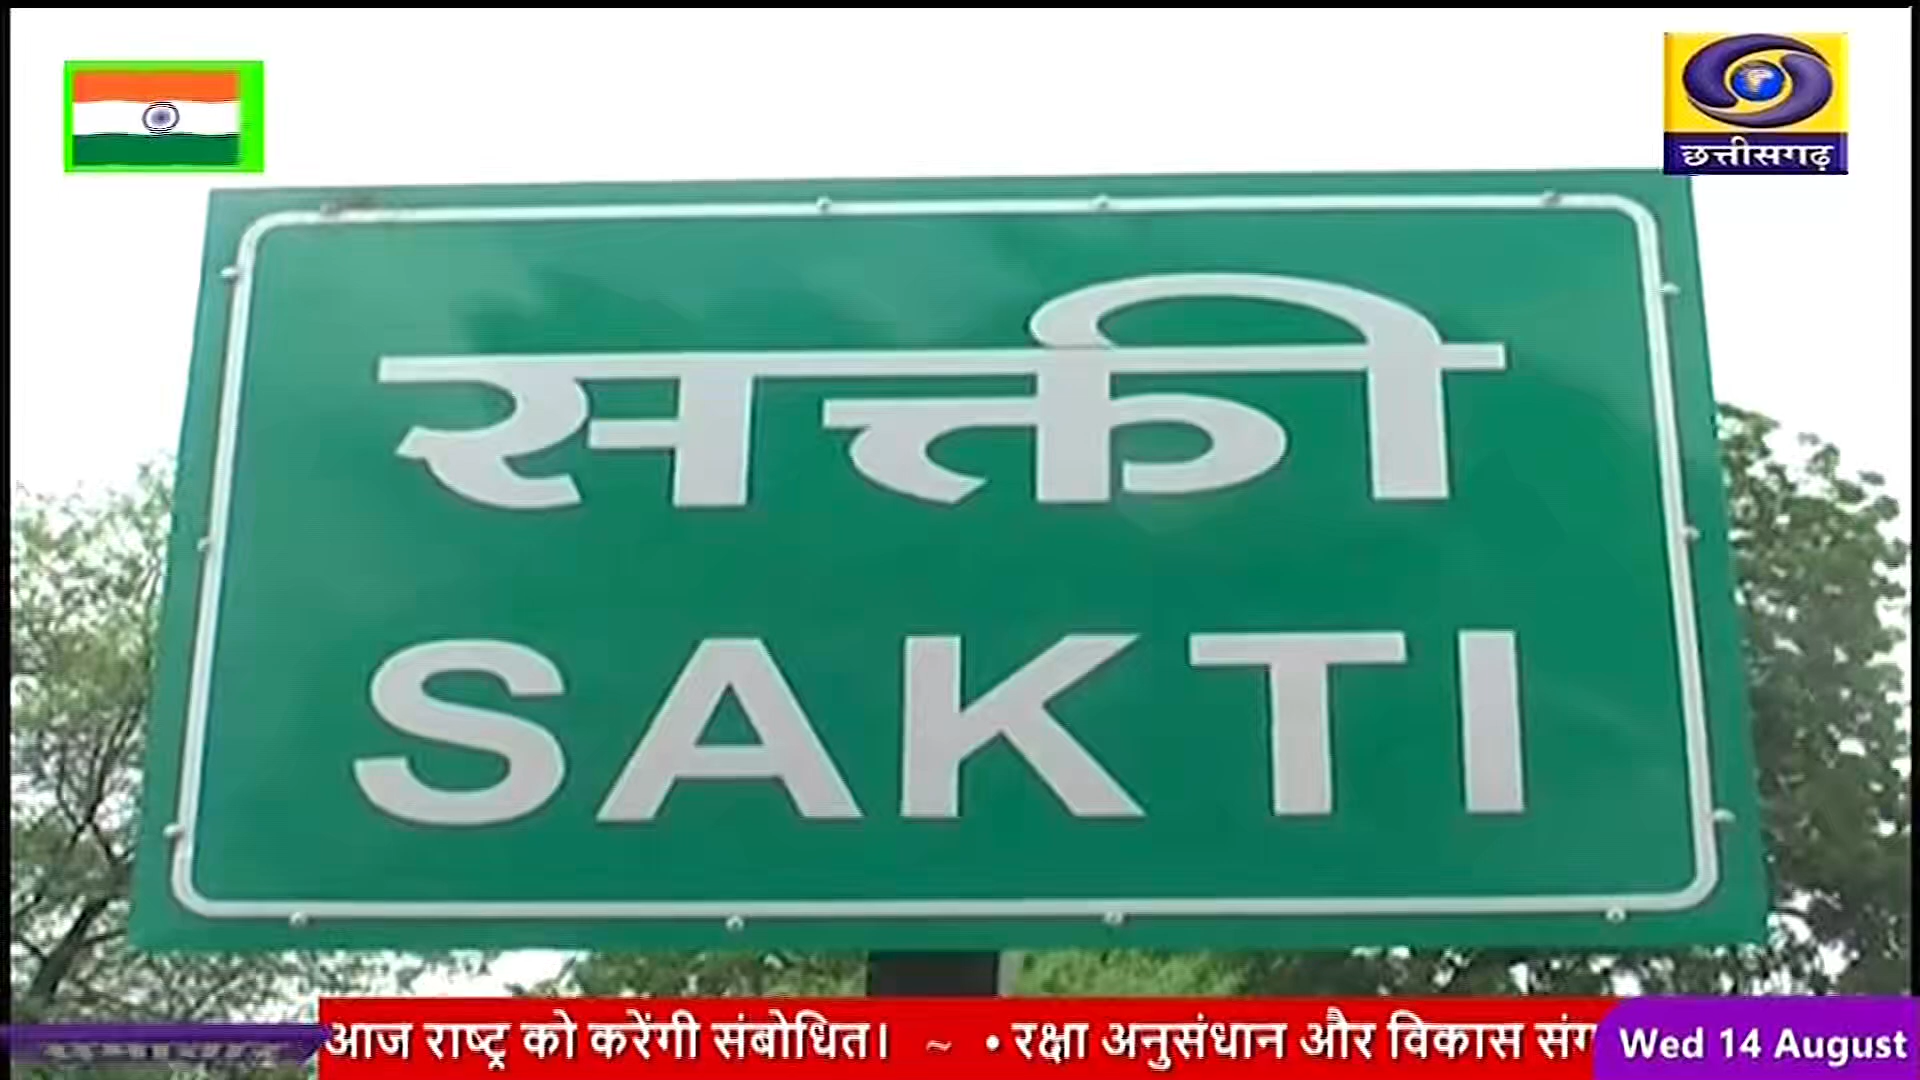 छत्तीसगढ़
सक्ती
SAKTI
आज राष्ट्र को करेंगी संबोधित। ~ • रक्षा अनुसंधान और विकास संग
Wed 14 August